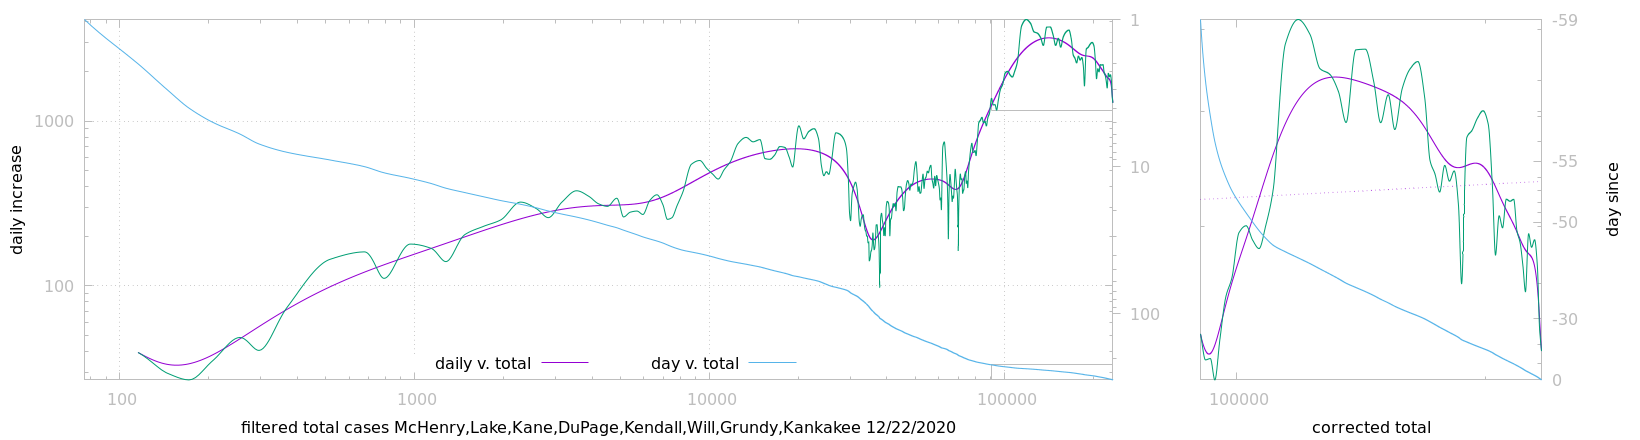 1
-59
1000
10
-55
daily increase
-50
day since
100
100
-30
daily v. total
day v. total
0
100
1000
10000
100000
100000
filtered total cases McHenry,Lake,Kane,DuPage,Kendall,Will,Grundy,Kankakee 12/22/2020
corrected total